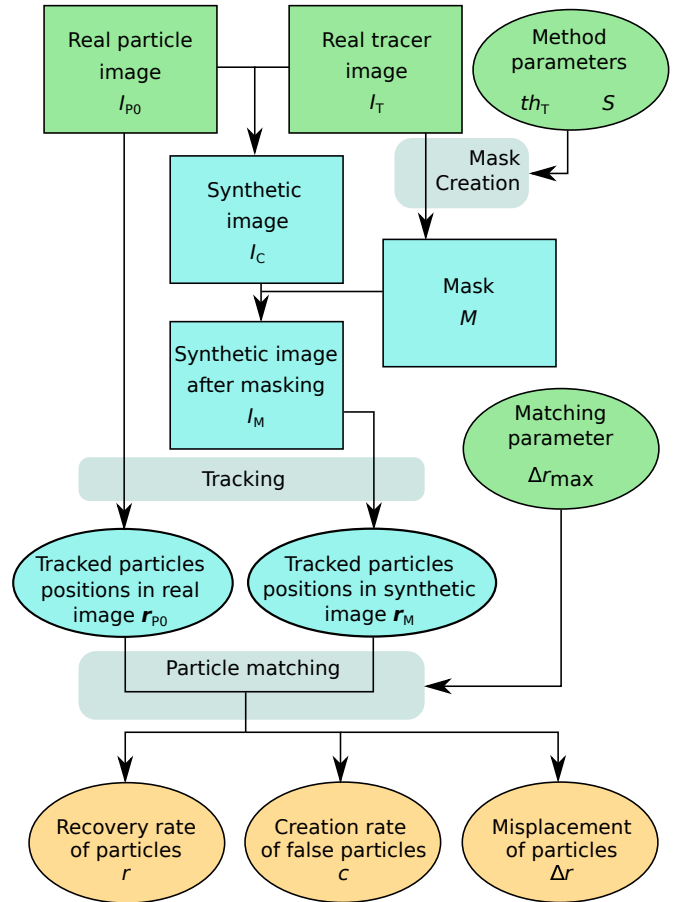 Real particle
image
I_P0
Real tracer
image
I_T
Method
parameters
th_T S
Mask
Creation
Synthetic
image
I_C
Mask
M
Synthetic image
after masking
I_M
Matching
parameter
Δr_max
Tracking
Tracked particles
positions in real
image r_P0
Tracked particles
positions in synthetic
image r_M
Particle matching
Recovery rate
of particles
r
Creation rate
of false particles
c
Misplacement
of particles
Δr